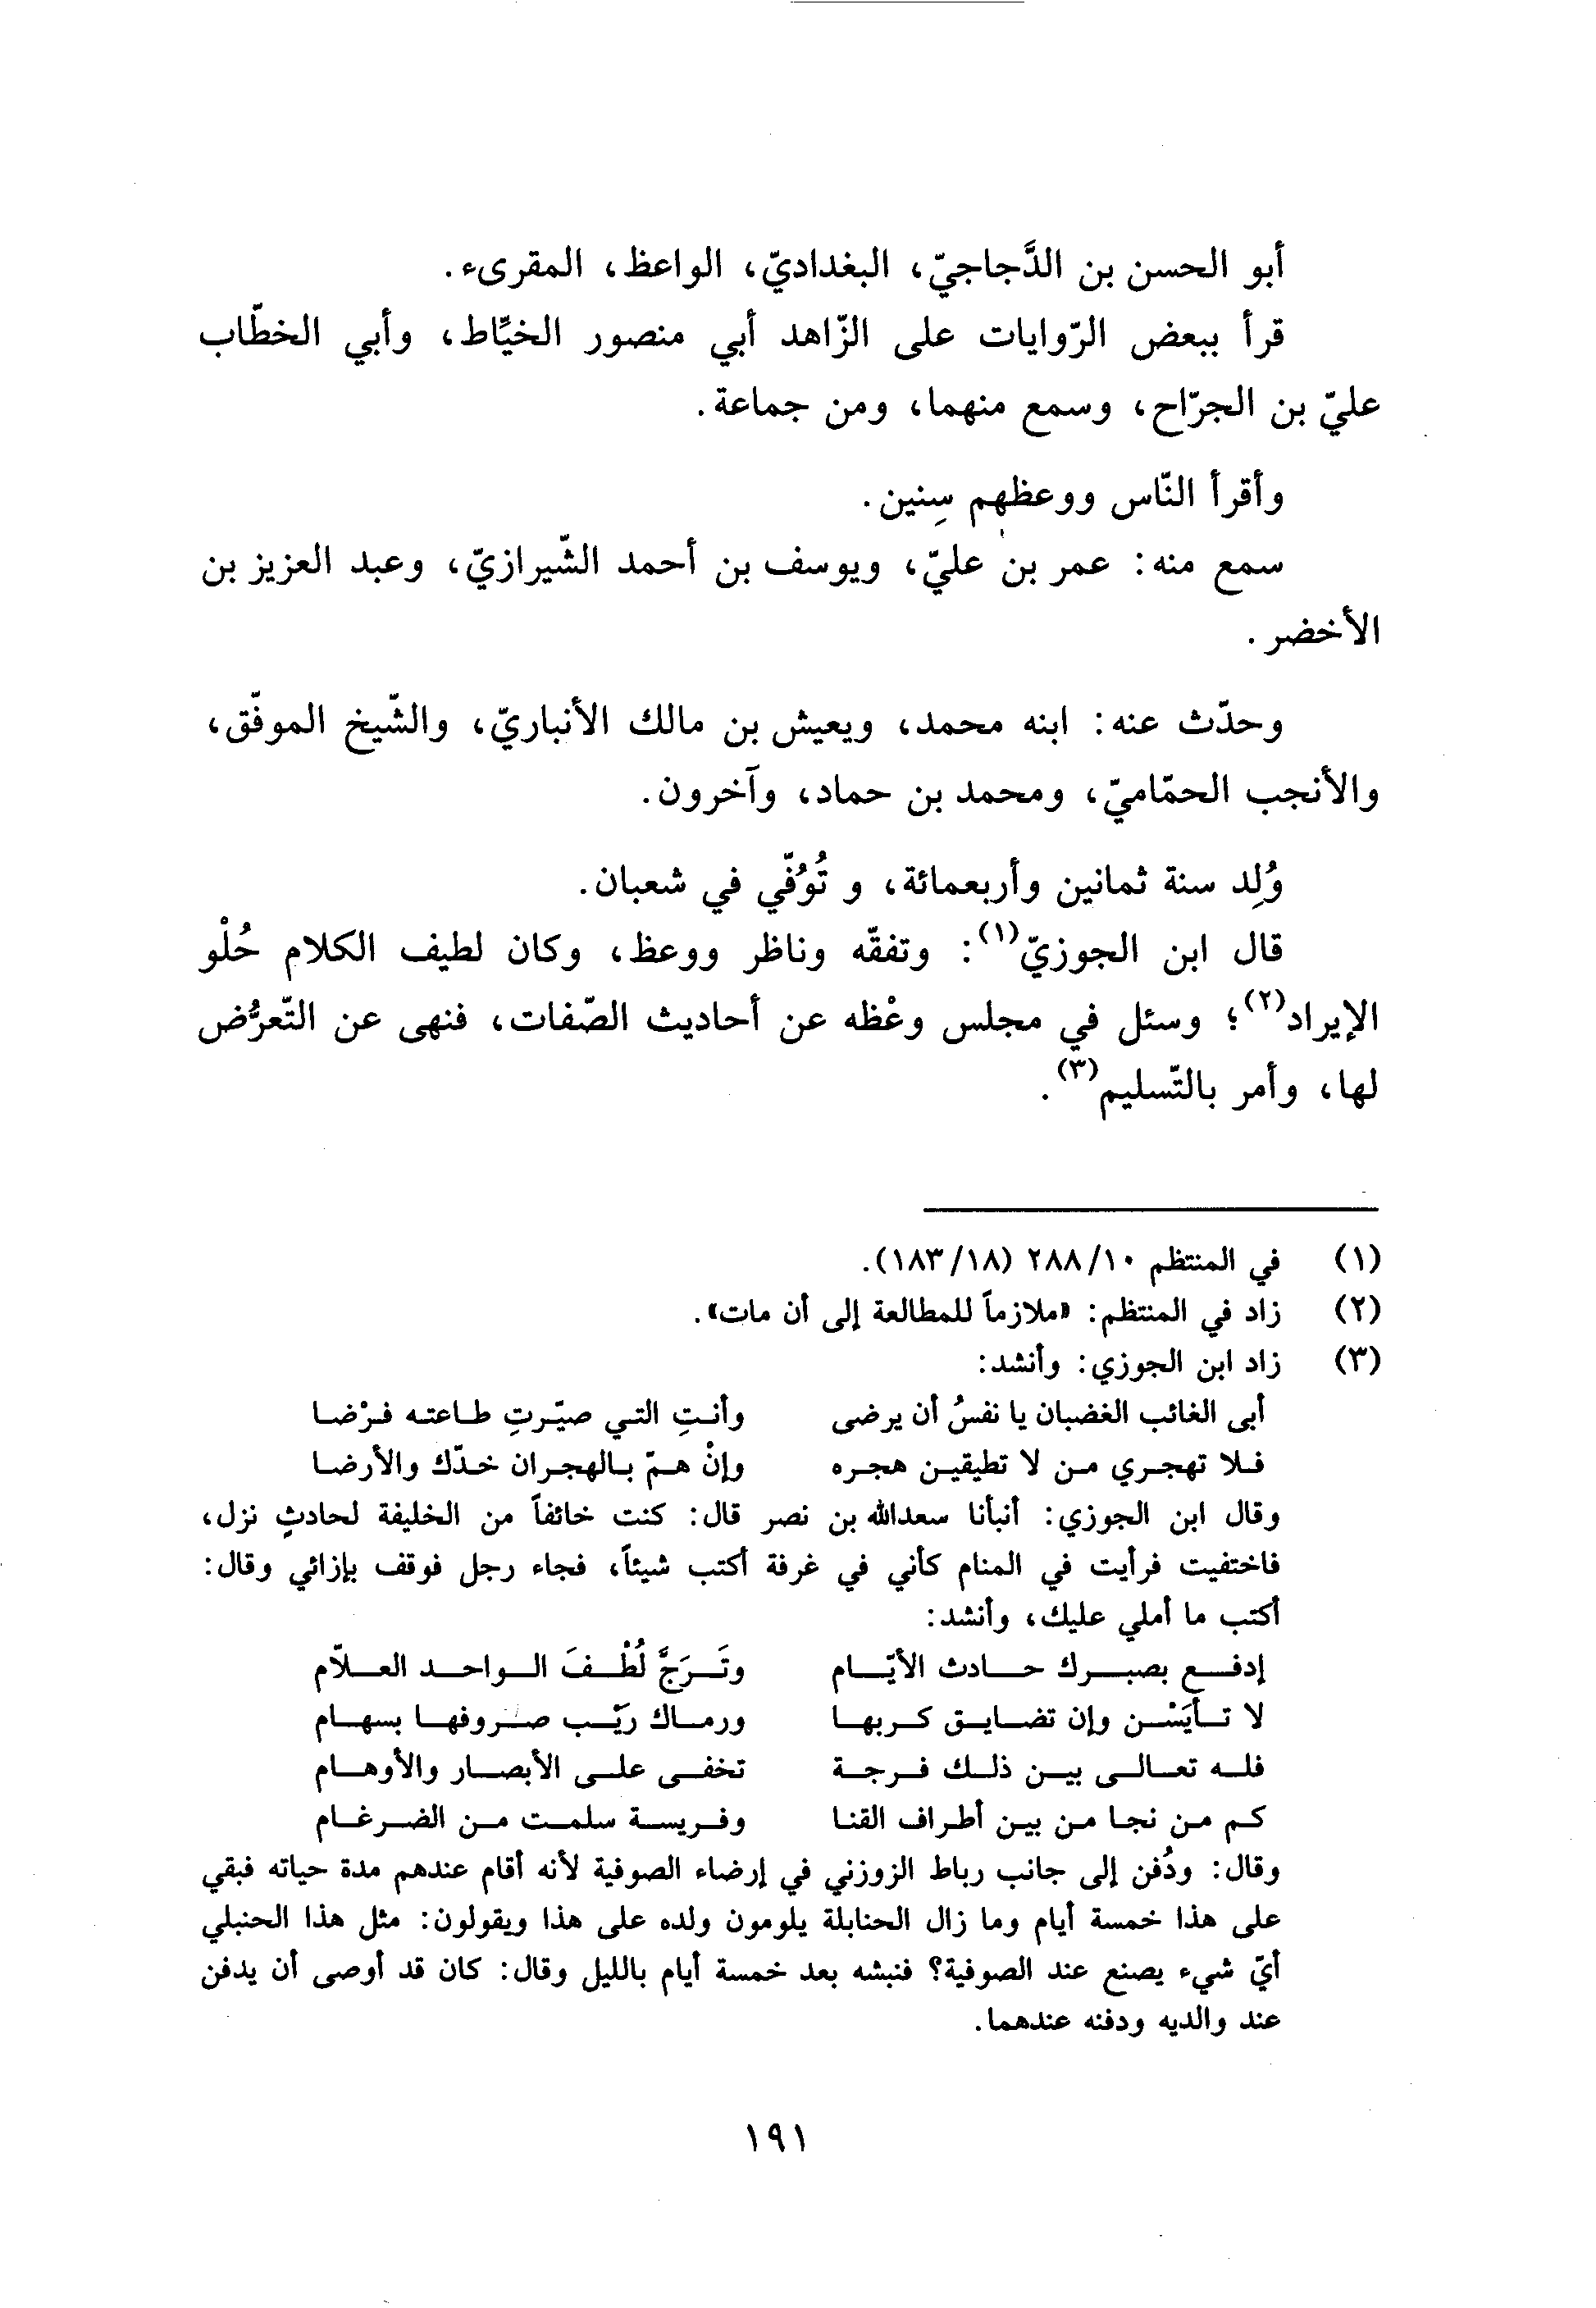 أبو الحسن بن الدَّجاجيّ، البغداديّ، الواعظ، المقرىء.
قرأ ببعض الرّوايات على الزّاهد أبي منصور الخيَّاط، وأبي الخطّاب
عليّ بن الجرّاح، وسمع منهما، ومن جماعة.
وأقرأ النّاس ووعظهم سِنين.
سمع منه: عمر بن عليّ، ويوسف بن أحمد الشّيرازيّ، وعبد العزيز بن
الأخضر.
وحدّث عنه: ابنه محمد، ويعيش بن مالك الأنباريّ، والشّيخ الموفّق،
والأنجب الحمّاميّ، ومحمد بن حماد، وآخرون.
وُلِد سنة ثمانين وأربعمائة، و تُوُفّي في شعبان.
قال ابن الجوزيّ(١): وتفقّه وناظر ووعظ، وكان لطيف الكلام حُلْو
الإيراد(٢)؛ وسئل في مجلس وعْظه عن أحاديث الصّفات، فنهى عن التّعرُّض
لها، وأمر بالتّسليم(٣).
(١) في المنتظم ٢٨٨/١٠ (١٨٣/١٨).
(٢) زاد في المنتظم: «ملازماً للمطالعة إلى أن مات».
(٣) زاد ابن الجوزي: وأنشد:
أبى الغائب الغضبان يا نفسُ أن يرضى وأنتِ التي صيّرتِ طاعته فرْضا
فلا تهجري من لا تطيقين هجره وإنْ همّ بالهجران خدّك والأرضا
وقال ابن الجوزي: أنبأنا سعدالله بن نصر قال: كنت خائفاً من الخليفة لحادثٍ نزل،
فاختفيت فرأيت في المنام كأني في غرفة أكتب شيئاً، فجاء رجل فوقف بإزائي وقال:
أكتب ما أملي عليك، وأنشد:
إدفع بصبرك حادث الأيّام وتَرَجَّ لُطْفَ الواحد العلاّم
لا تأيَسْن وإن تضايق كربها ورماك ريْب صروفها بسهام
فله تعالى بين ذلك فرجة تخفى على الأبصار والأوهام
كم من نجا من بين أطراف القنا وفريسة سلمت من الضرغام
وقال: ودُفن إلى جانب رباط الزوزني في إرضاء الصوفية لأنه أقام عندهم مدة حياته فبقي
على هذا خمسة أيام وما زال الحنابلة يلومون ولده على هذا ويقولون: مثل هذا الحنبلي
أيّ شيء يصنع عند الصوفية؟ فنبشه بعد خمسة أيام بالليل وقال: كان قد أوصى أن يدفن
عند والديه ودفنه عندهما.
١٩١